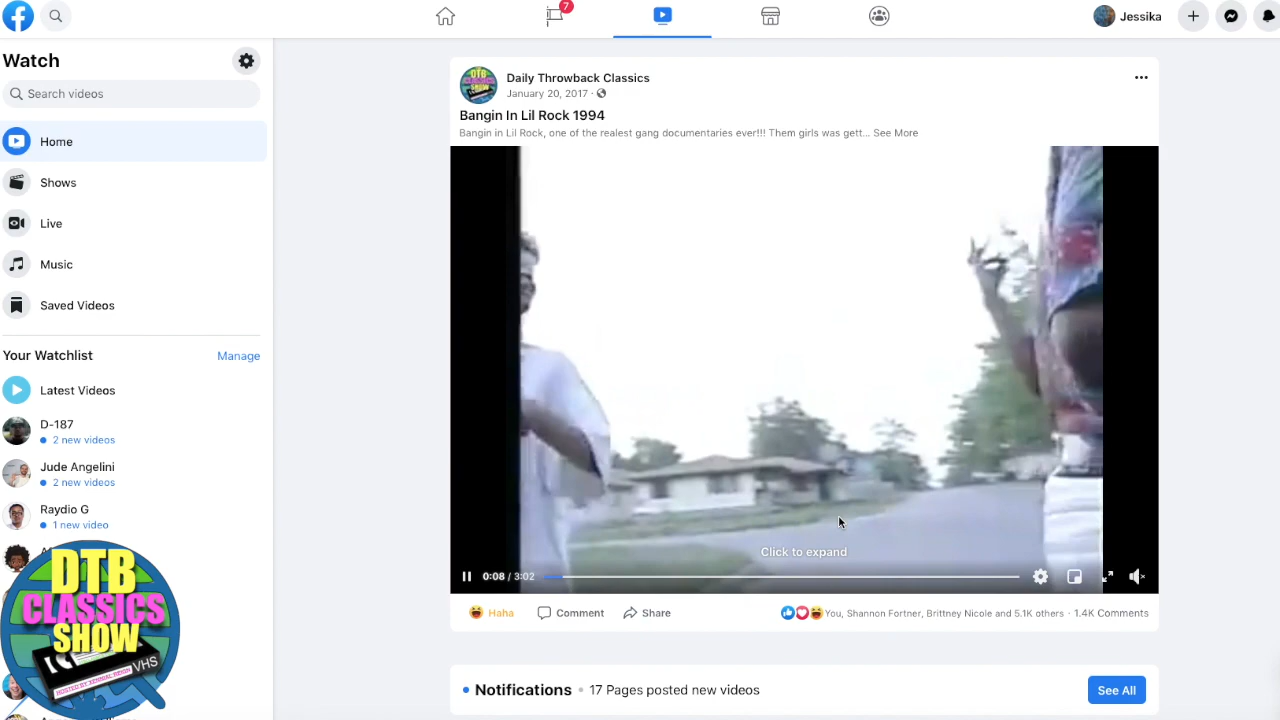 7
Jessika
Watch
Search videos
Home
Shows
Live
Music
Saved Videos
Your Watchlist
Manage
Latest Videos
D-187
2 new videos
Jude Angelini
2 new videos
Raydio G
1 new video
DTB
CLASSICS
SHOW
VHS
DTB
CLASSICS
SHOW
Daily Throwback Classics
January 20, 2017 ·
Bangin In Lil Rock 1994
Bangin in Lil Rock, one of the realest gang documentaries ever!!! Them girls was gett... See More
Click to expand
0:08 / 3:02
Haha
Comment
Share
You, Shannon Fortner, Brittney Nicole and 5.1K others · 1.4K Comments
Notifications • 17 Pages posted new videos
See All